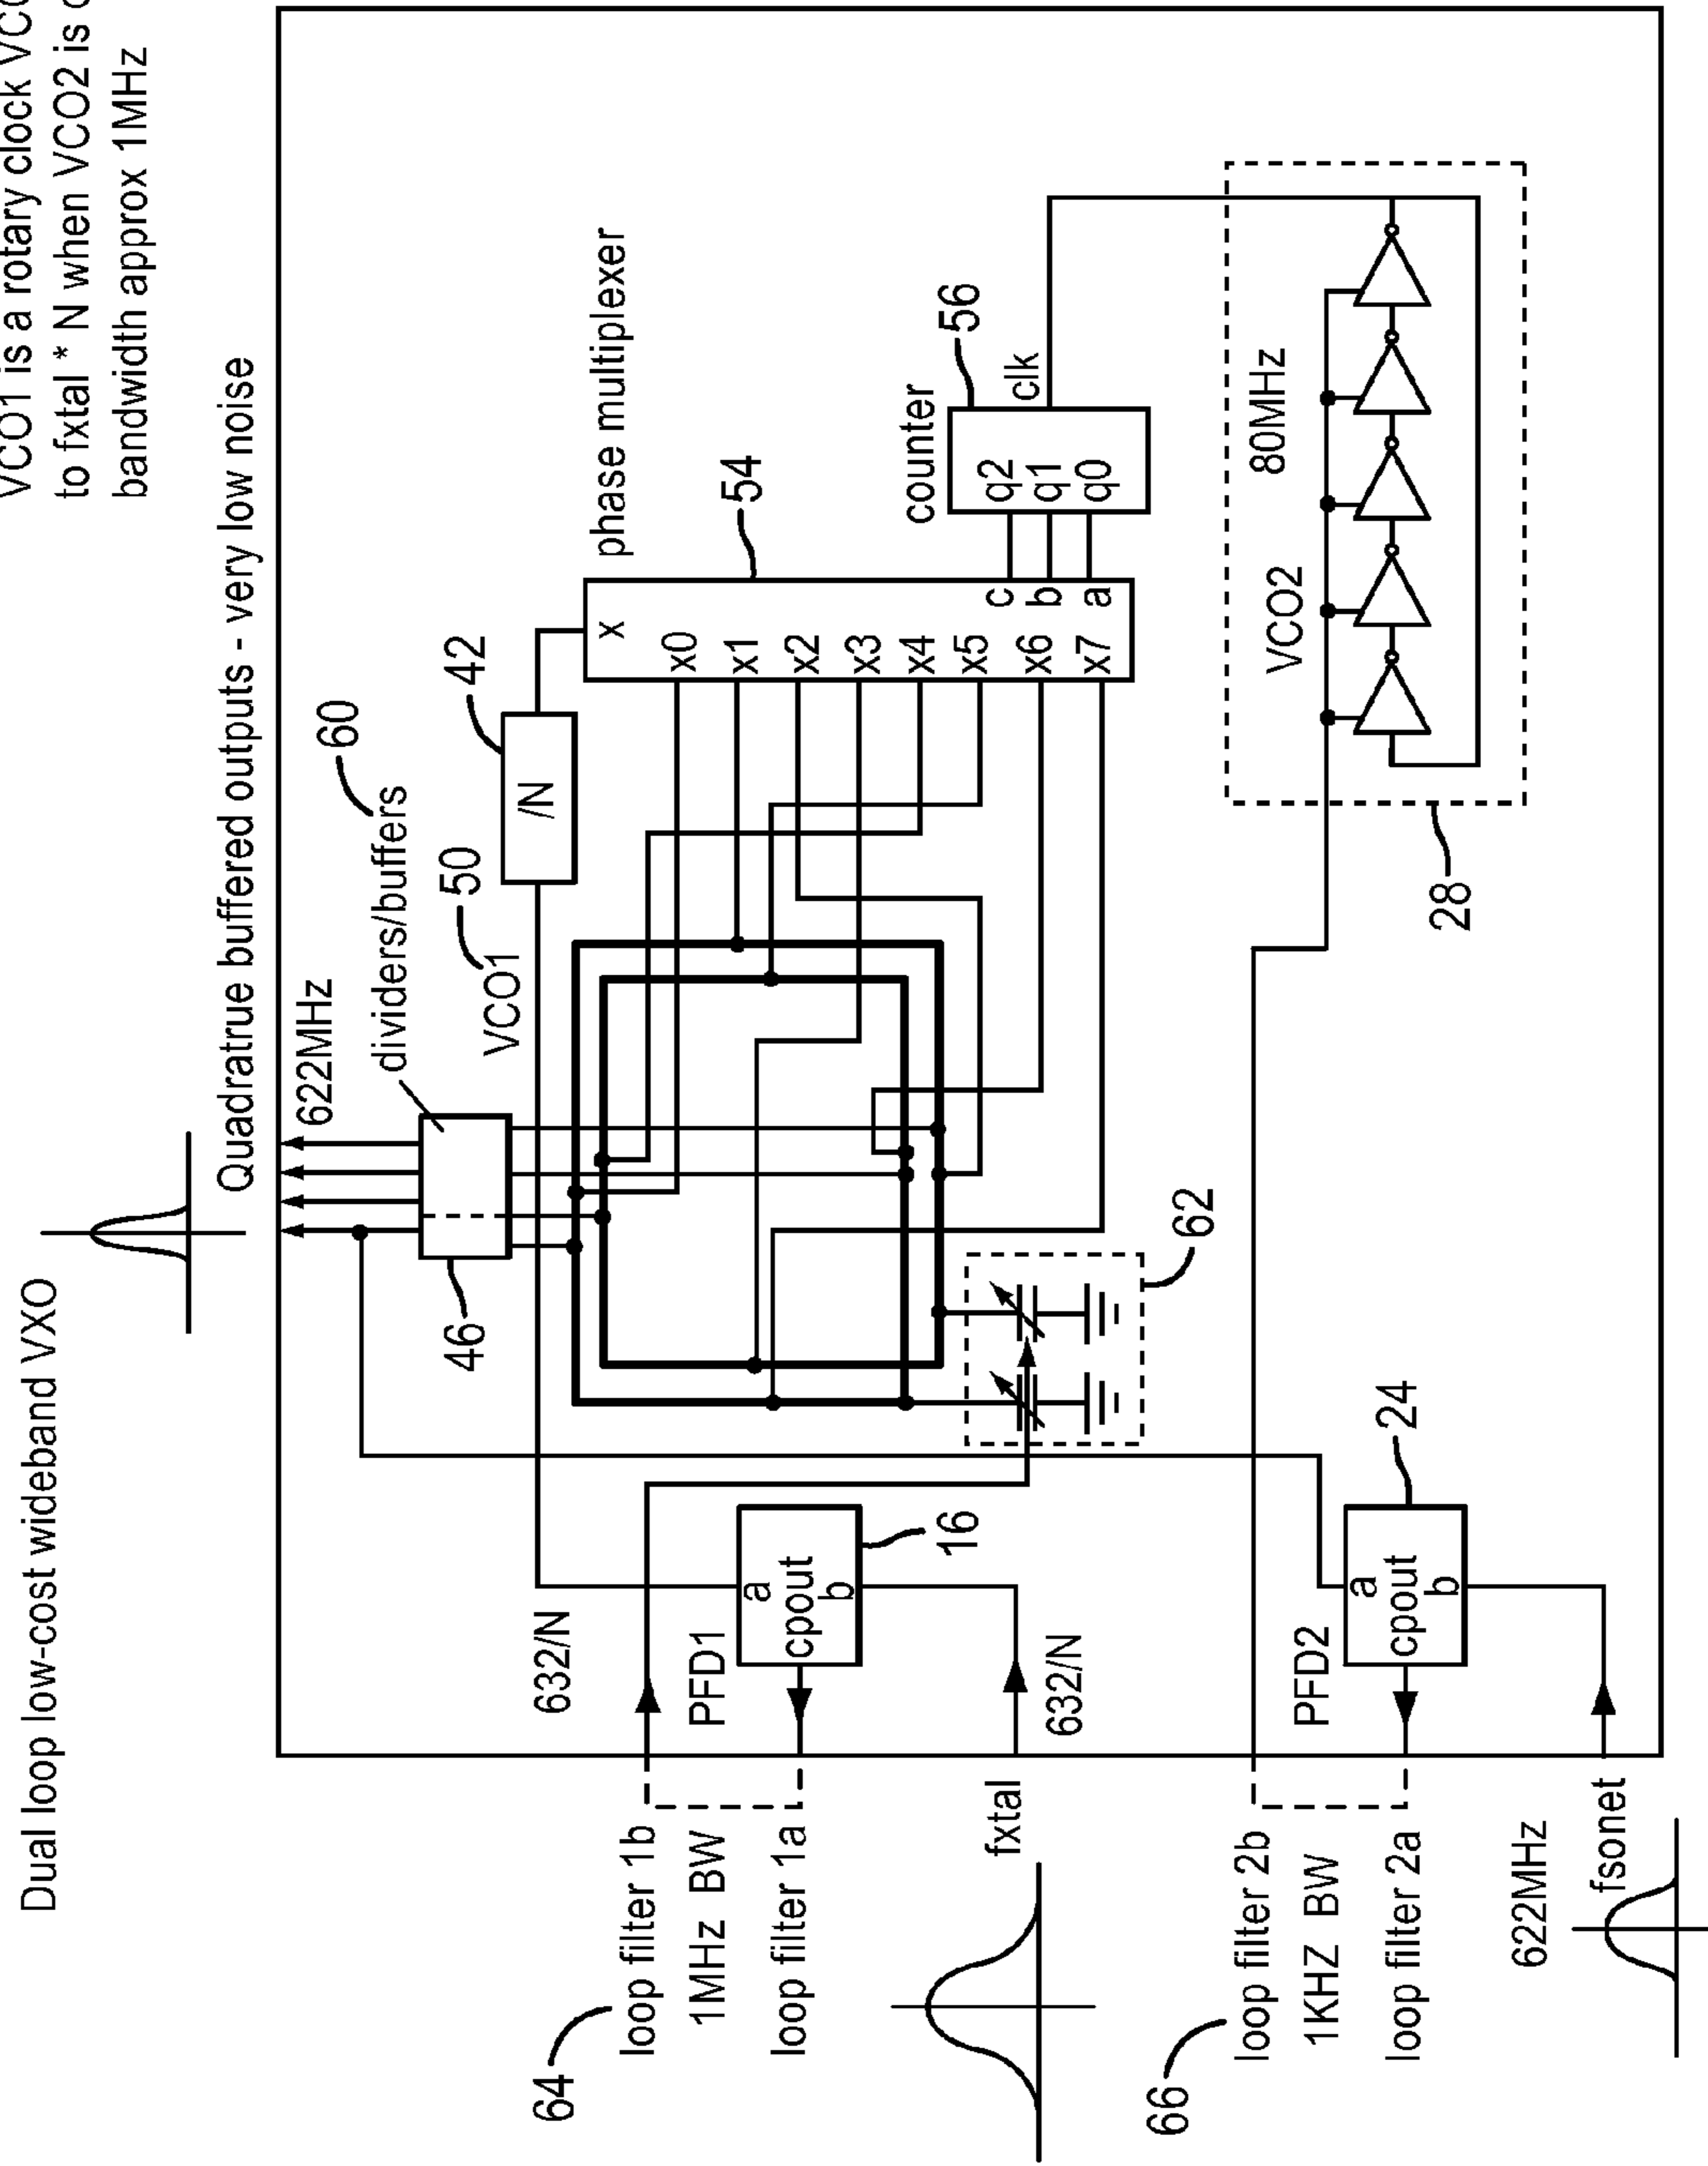 Dual loop low-cost wideband VXO
VCO1 is a rotary clock
to fxtal * N when VCO2 is
bandwidth approx 1MHz
Quadratrue buffered outputs - very low noise
622MHz
60
dividers/buffers
46
50
VCO1
42
/N
phase multiplexer
54
x
x0
x1
x2
x3
x4
x5
x6
x7
c
b
a
counter
56
q2
q1
q0
clk
64
loop filter 1b
1MHz BW
loop filter 1a
632/N
PFD1
a
cpout
b
16
632/N
fxtal
62
66
loop filter 2b
1KHZ BW
loop filter 2a
PFD2
a
cpout
b
24
622MHz
fsonet
VCO2
80MHz
28